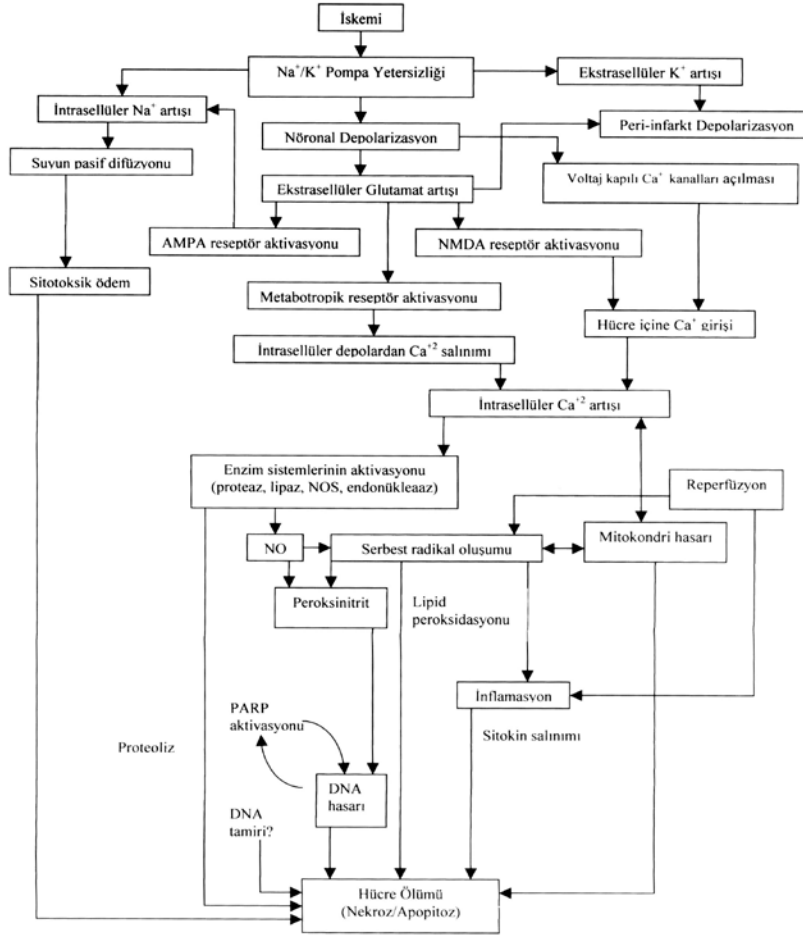 İskemi
Na⁺/K⁺ Pompa Yetersizliği
Ekstrasellüler K⁺ artışı
İntrasellüler Na⁺ artışı
Nöronal Depolarizasyon
Peri-infarkt Depolarizasyon
Suyun pasif difüzyonu
Voltaj kapılı Ca⁺ kanalları açılması
Ekstrasellüler Glutamat artışı
AMPA reseptör aktivasyonu
NMDA reseptör aktivasyonu
Sitotoksik ödem
Metabotropik reseptör aktivasyonu
Hücre içine Ca⁺ girişi
İntrasellüler depolardan Ca⁺² salınımı
İntrasellüler Ca⁺² artışı
Enzim sistemlerinin aktivasyonu
(proteaz, lipaz, NOS, endonükleaaz)
Reperfüzyon
NO
Serbest radikal oluşumu
Mitokondri hasarı
Peroksinitrit
Lipid
peroksidasyonu
İnflamasyon
PARP
aktivasyonu
Sitokin salınımı
Proteoliz
DNA
hasarı
DNA
tamiri?
Hücre Ölümü
(Nekroz/Apopitoz)